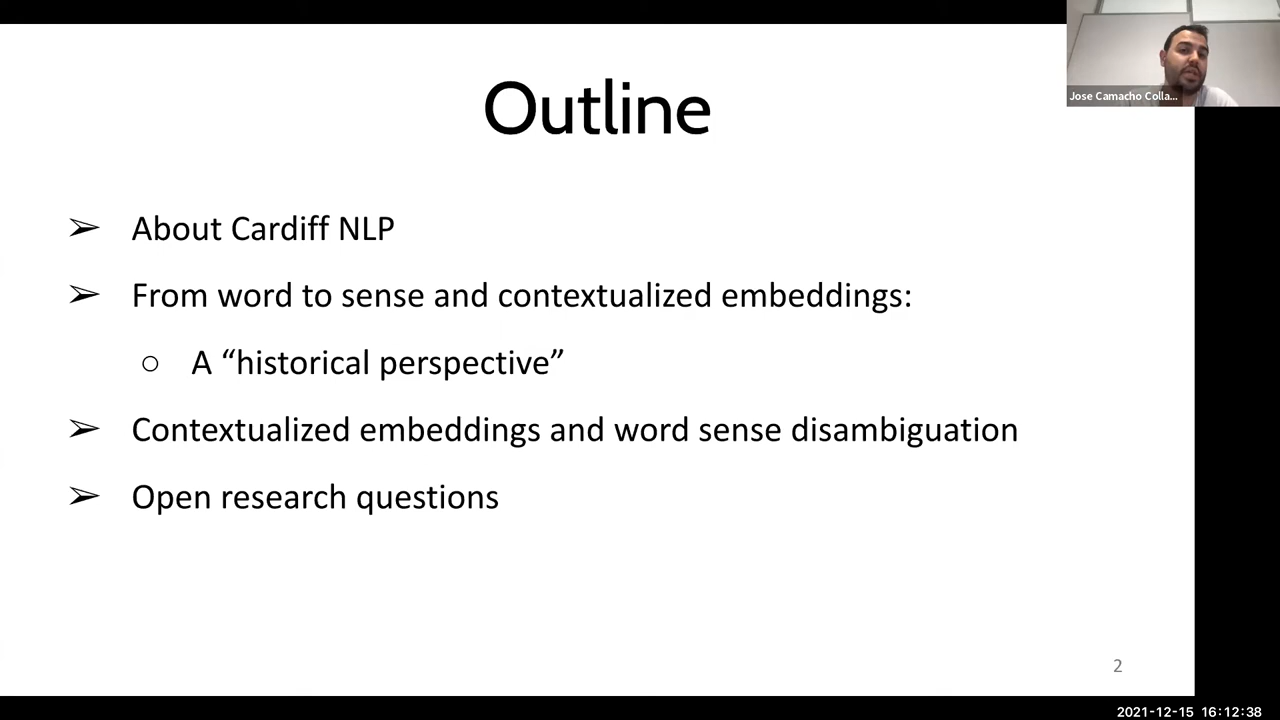 Outline
Jose Camacho Colla...
➢ About Cardiff NLP
➢ From word to sense and contextualized embeddings:
○ A “historical perspective”
➢ Contextualized embeddings and word sense disambiguation
➢ Open research questions
2
2021-12-15 16:12:38